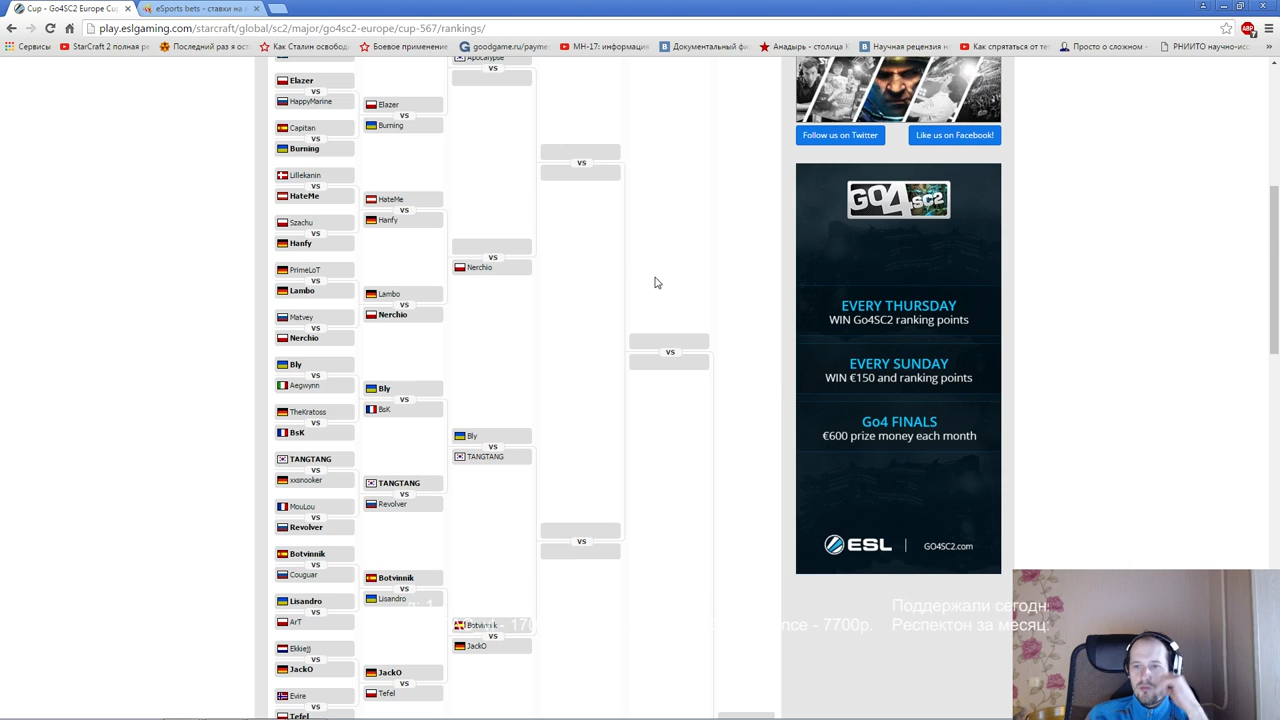 Cup - Go4SC2 Europe Cup
eSports bets - ставки на
play.eslgaming.com/starcraft/global/sc2/major/go4sc2-europe/cup-567/rankings/
ABP
Сервисы
StarCraft 2 полная ре
Последний раз я ост
Как Сталин освобод
Боевое применение
goodgame.ru/payme
МН-17: информация
Документальный фи
Анадырь - столица
Научная рецензия
Как спрятаться от те
Просто о сложном -
РНИИТО научно-исс
»
Apocalypse
VS
Elazer
VS
HappyMarine
Elazer
VS
Burning
Capitan
VS
Burning
Lillekanin
VS
HateMe
HateMe
VS
Hanfy
Szachu
VS
Hanfy
VS
Nerchio
PrimeLoT
VS
Lambo
Lambo
VS
Nerchio
Matvey
VS
Nerchio
VS
VS
Bly
VS
Aegwynn
Bly
VS
BsK
TheKratoss
VS
BsK
Bly
VS
TANGTANG
TANGTANG
VS
xxsnooker
TANGTANG
VS
Revolver
MouLou
VS
Revolver
VS
Botvinnik
VS
Couguar
Botvinnik
VS
Lisandro
Lisandro
VS
ArT
Botvinnik
VS
JackO
Ekkiejj
VS
JackO
JackO
VS
Tefel
Evire
VS
Tefel
Follow us on Twitter
Like us on Facebook!
GO4SC2
EVERY THURSDAY
WIN Go4SC2 ranking points
EVERY SUNDAY
WIN €150 and ranking points
Go4 FINALS
€600 prize money each month
ESL
GO4SC2.com
nce - 7700р.
Поддержали сегодн
Респектон за месяц: